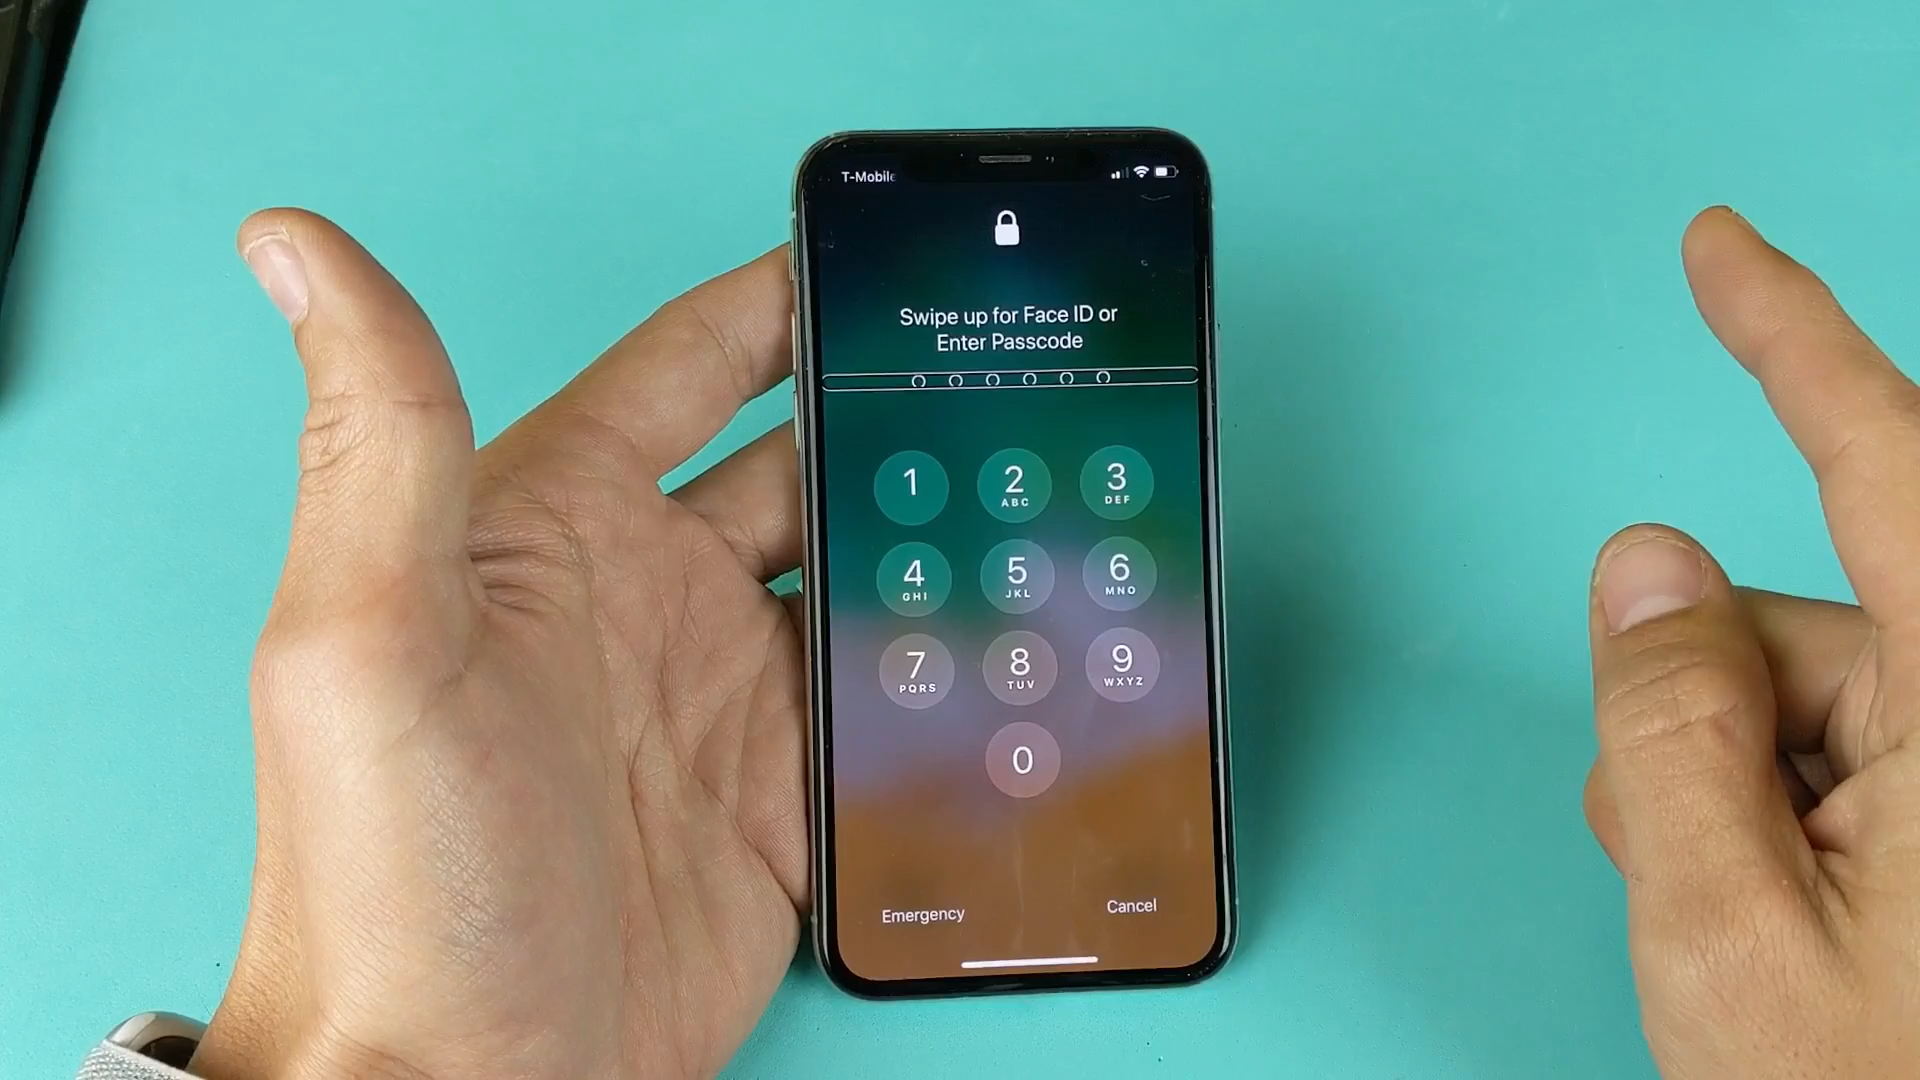 T-Mobile
Swipe up for Face ID or
Enter Passcode
1
2
ABC
3
DEF
4
GHI
5
JKL
6
MNO
7
PQRS
8
TUV
9
WXYZ
0
Emergency
Cancel